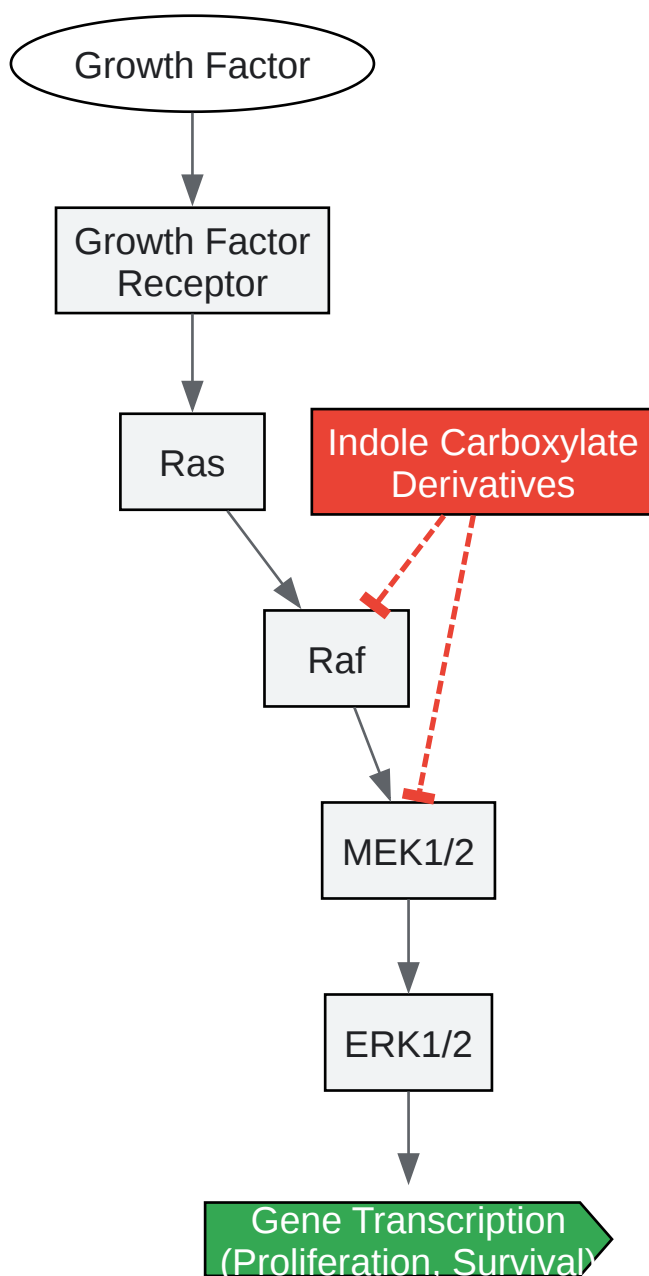 Growth Factor
Growth Factor
Receptor
Ras
Indole Carboxylate
Derivatives
Raf
MEK1/2
ERK1/2
Gene Transcription
(Proliferation, Survival)